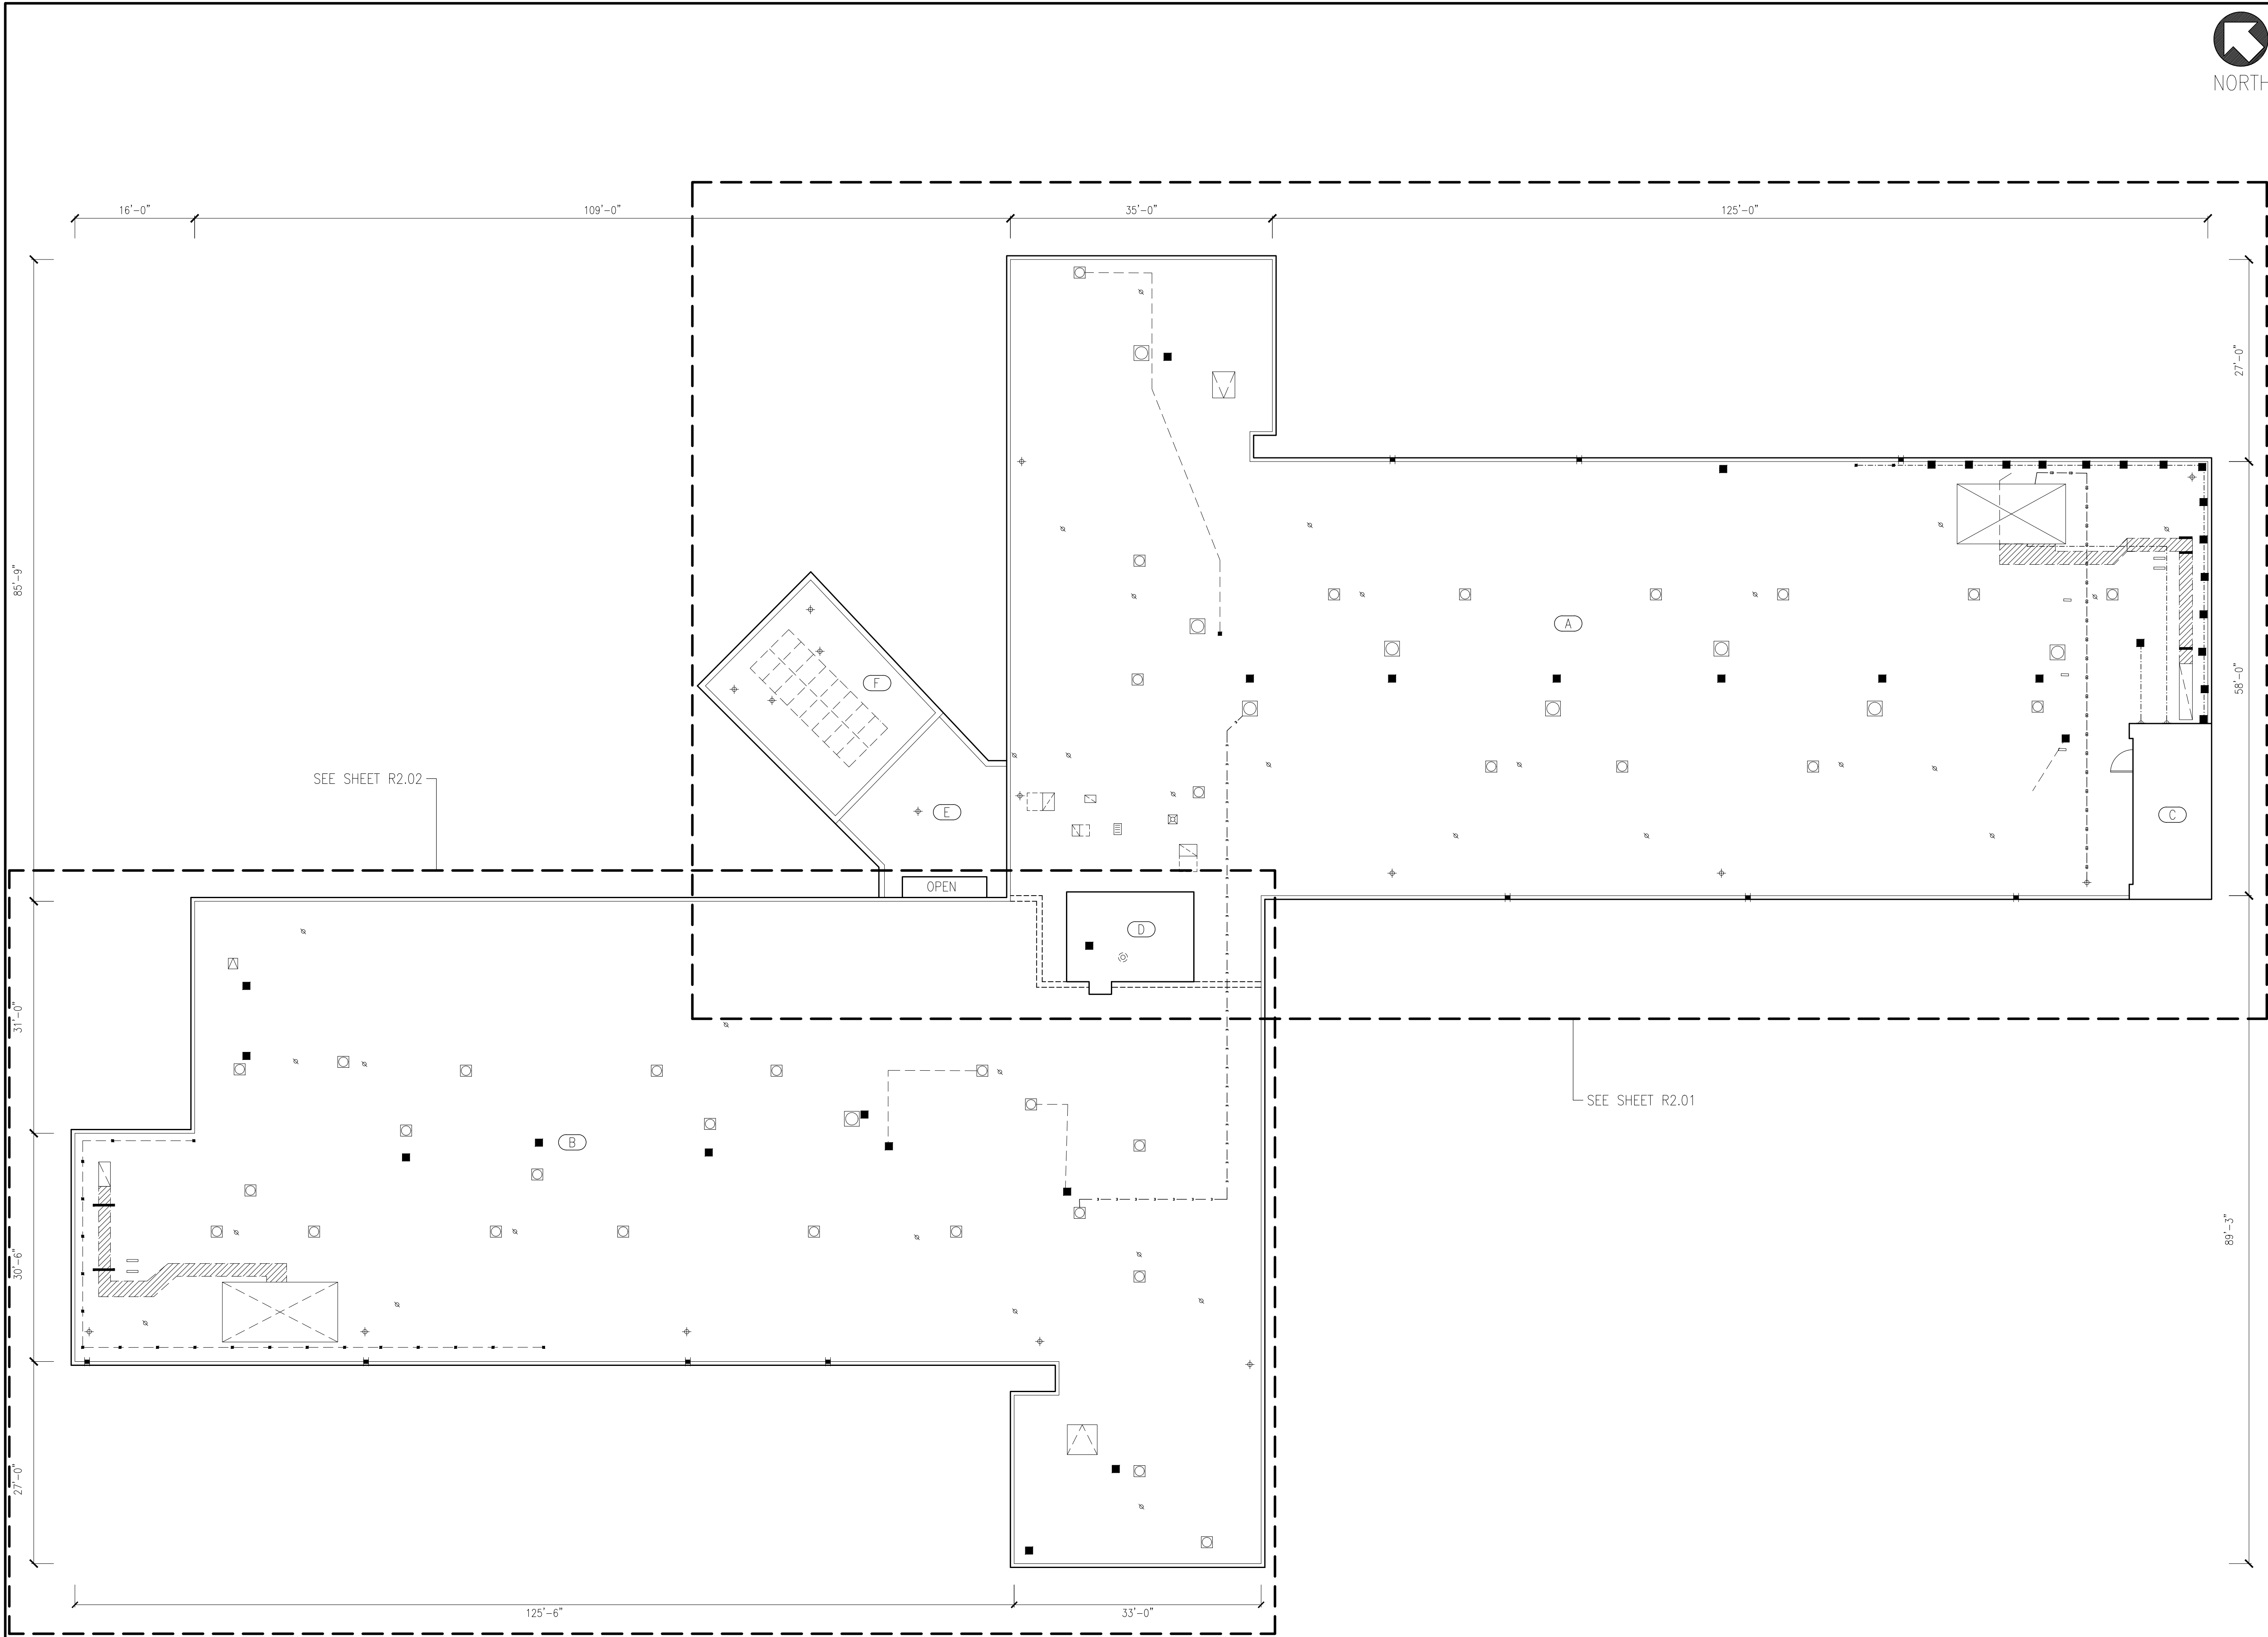 NORTH
16'-0"
109'-0"
35'-0"
125'-0"
27'-0"
85'-9"
A
58'-0"
F
SEE SHEET R2.02
E
C
OPEN
D
31'-0"
SEE SHEET R2.01
B
89'-3"
30'-6"
27'-0"
125'-6"
33'-0"